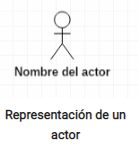 Nombre del actor
Representación de un
actor